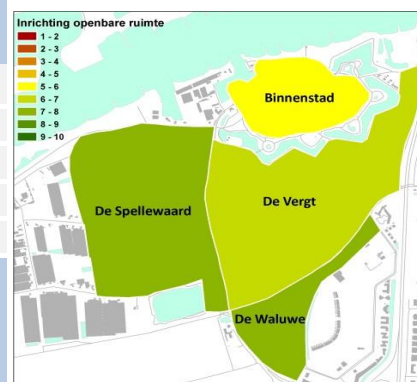 Inrichting openbare ruimte
1 - 2
2 - 3
3 - 4
4 - 5
5 - 6
6 - 7
7 - 8
8 - 9
9 - 10
Binnenstad
De Spellewaard
De Vergt
De Waluwe